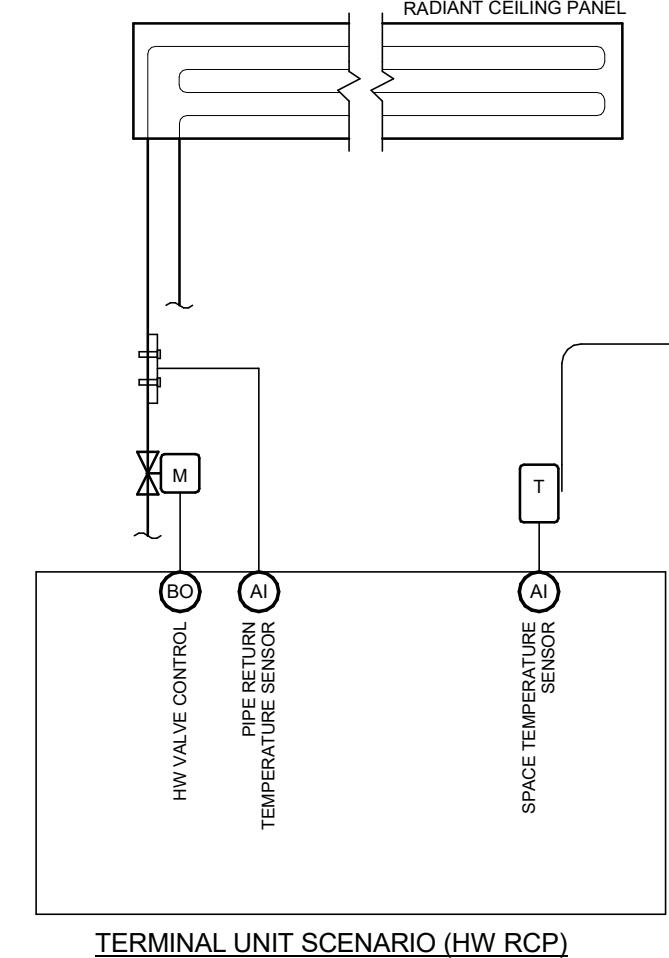 RADIANT CEILING PANEL
M
T
BO
AI
AI
HW VALVE CONTROL
PIPE RETURN
TEMPERATURE SENSOR
SPACE TEMPERATURE
SENSOR
TERMINAL UNIT SCENARIO (HW RCP)